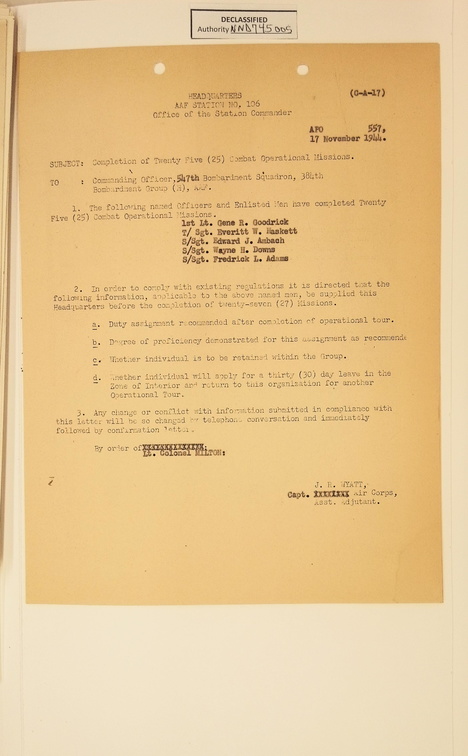 DECLASSIFIED
Authority NND745005
HEADQUARTERS
AAF STATION NO. 106
Office of the Station Commander
(C-A-17)
APO 557,
17 November 1944.
SUBJECT: Completion of Twenty Five (25) Combat Operational Missions.
TO : Commanding Officer, 547th Bombardment Squadron, 384th
Bombardment Group (H), AAF.
1. The following named Officers and Enlisted Men have completed Twenty
Five (25) Combat Operational Missions.
1st Lt. Gene R. Goodrick
T/ Sgt. Everitt W. Haskett
S/Sgt. Edward J. Ambach
S/Sgt. Wayne H. Downs
S/Sgt. Fredrick L. Adams
2. In order to comply with existing regulations it is directed that the
following information, applicable to the above named men, be supplied this
Headquarters before the completion of twenty-seven (27) Missions.
a. Duty assignment recommended after completion of operational tour.
b. Degree of proficiency demonstrated for this assignment as recommende
c. Whether individual is to be retained within the Group.
d. Whether individual will apply for a thirty (30) day leave in the
Zone of Interior and return to this organization for another
Operational Tour.
3. Any change or conflict with information submitted in compliance with
this letter will be so changed by telephone conversation and immediately
followed by confirmation letter.
By order of
Lt. Colonel MILTON:
J. H. WYATT,
Capt. Air Corps,
Asst. Adjutant.